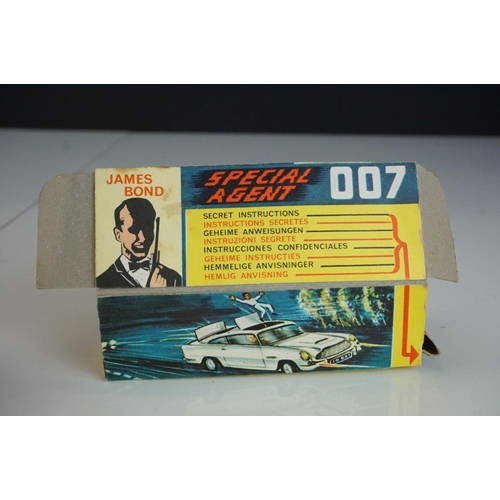 JAMES
BOND
SPECIAL
AGENT
007
SECRET INSTRUCTIONS
INSTRUCTIONS SECRETES
GEHEIME ANWEISUNGEN
INSTRUZIONI SEGRETE
INSTRUCCIONES CONFIDENCIALES
GEHEIME INSTRUCTIES
HEMMELIGE ANVISNINGER
HEMLIG ANVISNING